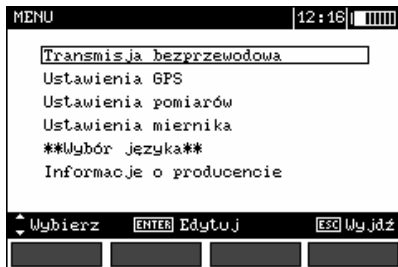 MENU 12:16
Transmisja bezprzewodowa
Ustawienia GPS
Ustawienia pomiarów
Ustawienia miernika
**Wybór języka**
Informacje o producencie
Wybierz ENTER Edytuj ESC Wyjdź